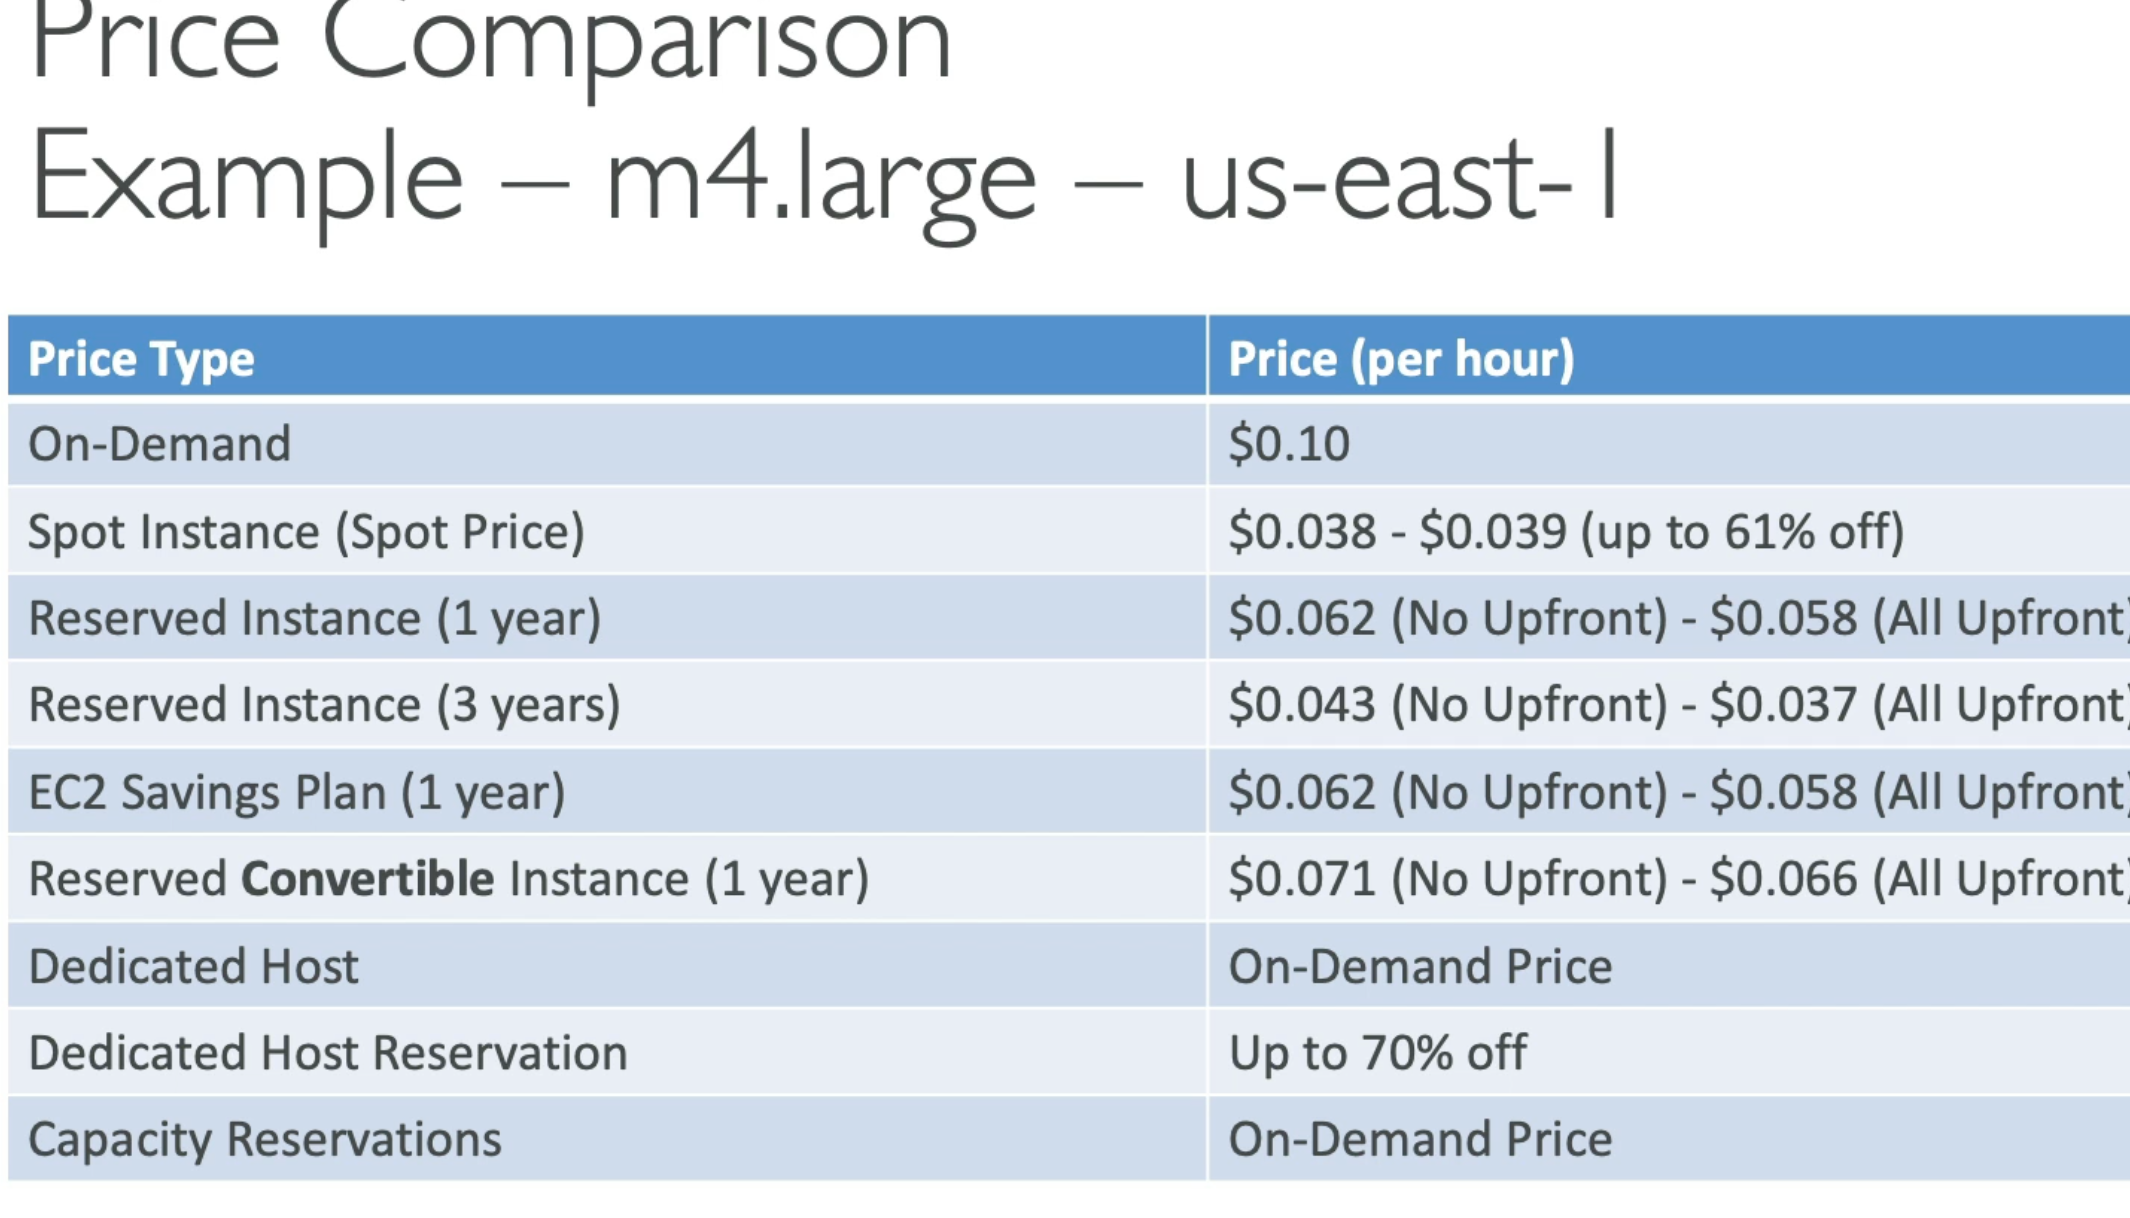 Price Comparison
Example – m4.large – us-east-1
Price Type Price (per hour)
On-Demand $0.10
Spot Instance (Spot Price) $0.038 - $0.039 (up to 61% off)
Reserved Instance (1 year) $0.062 (No Upfront) - $0.058 (All Upfront)
Reserved Instance (3 years) $0.043 (No Upfront) - $0.037 (All Upfront)
EC2 Savings Plan (1 year) $0.062 (No Upfront) - $0.058 (All Upfront)
Reserved Convertible Instance (1 year) $0.071 (No Upfront) - $0.066 (All Upfront)
Dedicated Host On-Demand Price
Dedicated Host Reservation Up to 70% off
Capacity Reservations On-Demand Price